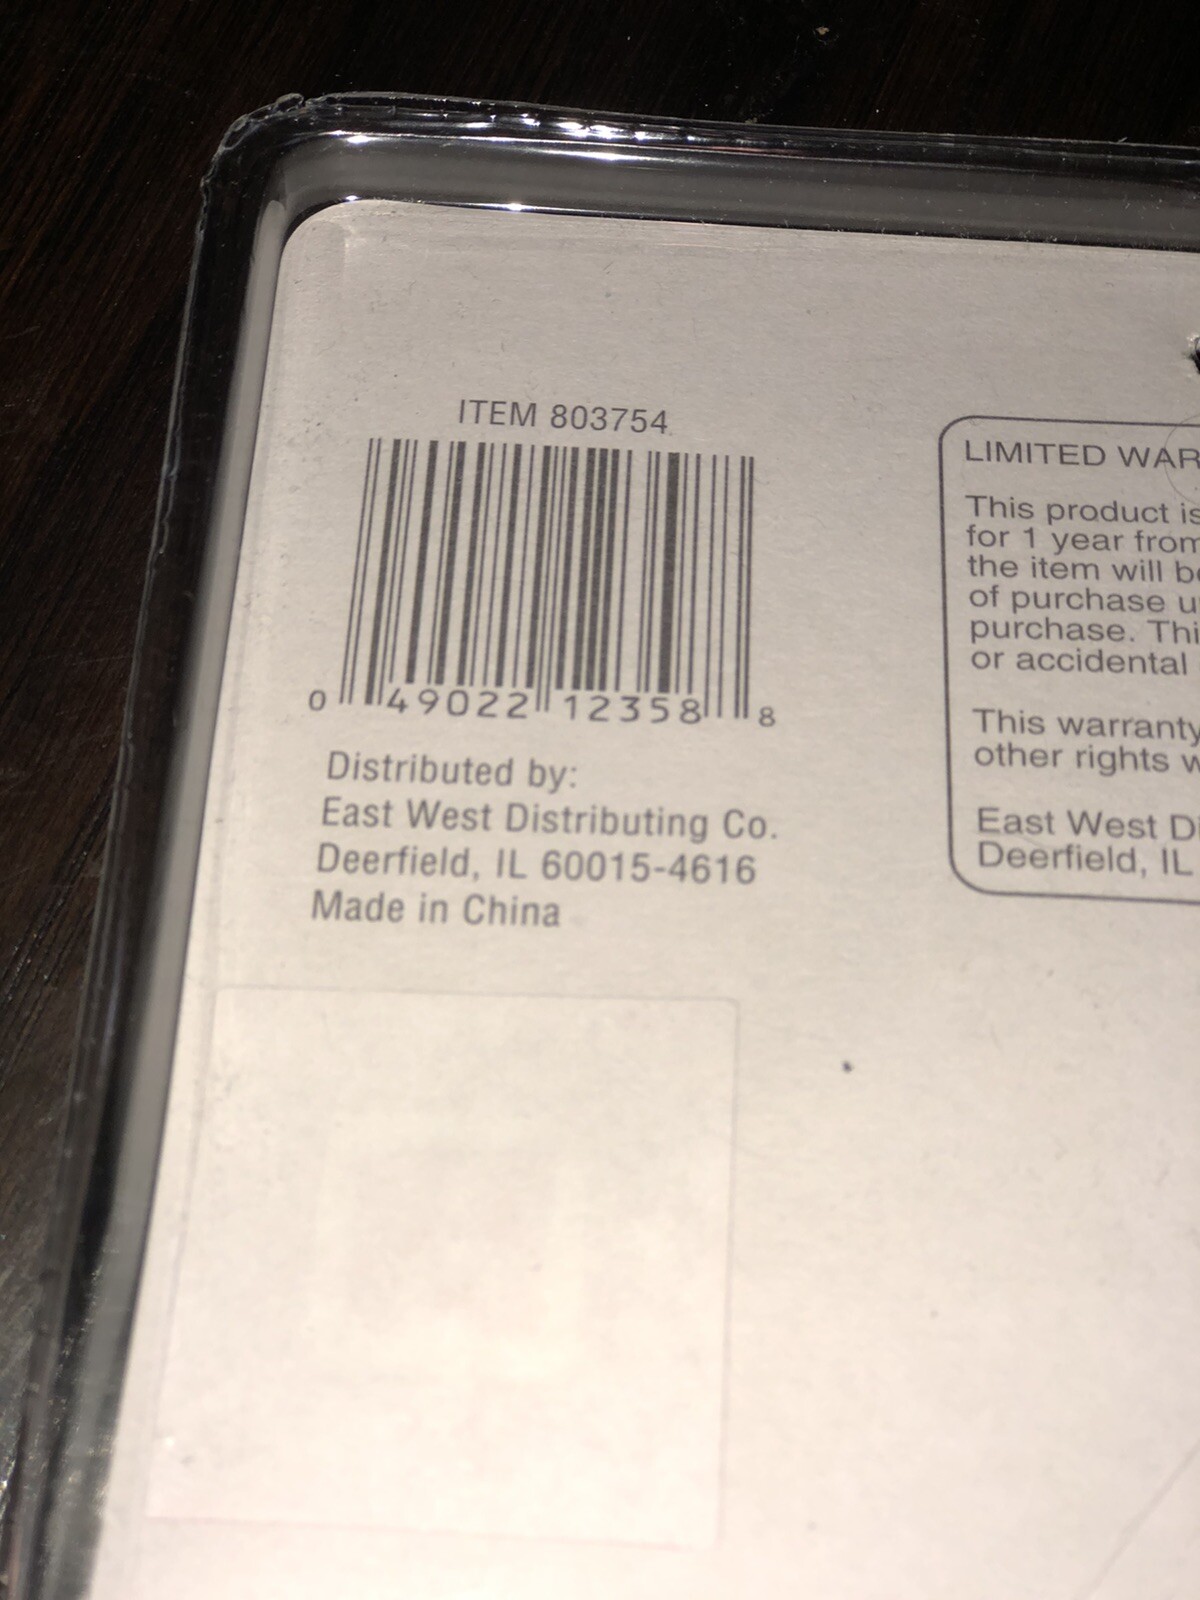 ITEM 803754
0 49022 12358 8
Distributed by:
East West Distributing Co.
Deerfield, IL 60015-4616
Made in China
LIMITED WAR
This product is
for 1 year from
the item will be
of purchase u
purchase. Thi
or accidental
This warranty
other rights w
East West Di
Deerfield, IL